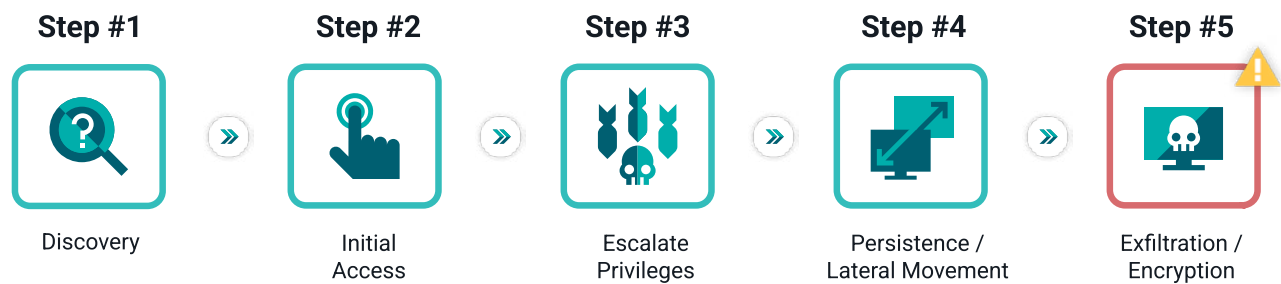 Step #1
Step #2
Step #3
Step #4
Step #5
?
Discovery
Initial
Access
Escalate
Privileges
Persistence /
Lateral Movement
Exfiltration /
Encryption